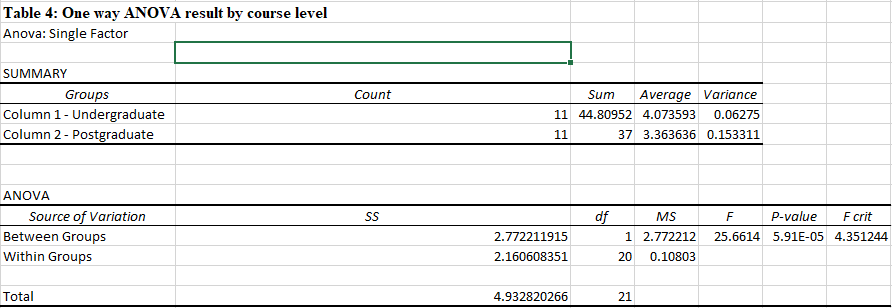 Table 4: One way ANOVA result by course level
Anova: Single Factor
SUMMARY
Groups Count Sum Average Variance
Column 1 - Undergraduate 11 44.80952 4.073593 0.06275
Column 2 - Postgraduate 11 37 3.363636 0.153311
ANOVA
Source of Variation SS df MS F P-value F crit
Between Groups 2.772211915 1 2.772212 25.6614 5.91E-05 4.351244
Within Groups 2.160608351 20 0.10803
Total 4.932820266 21